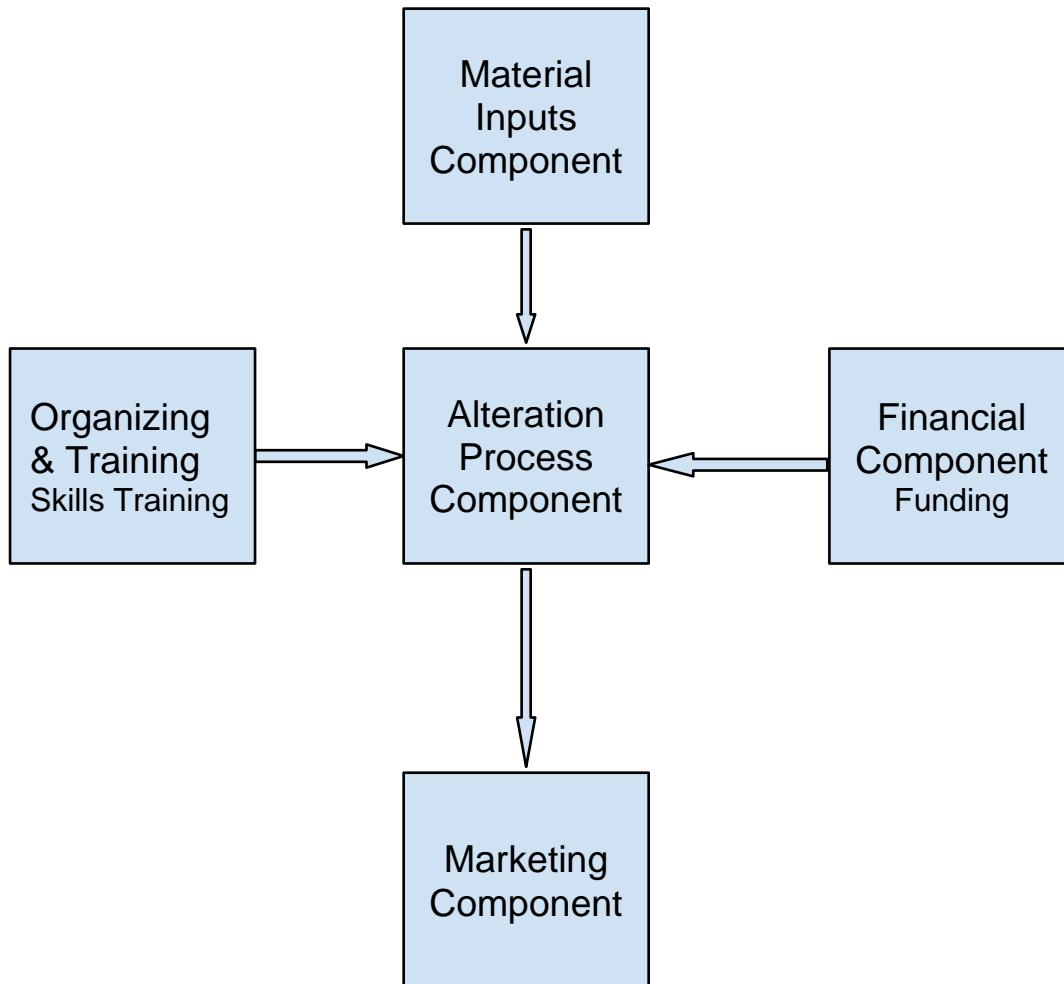 Material
Inputs
Component
Organizing
& Training
Skills Training
Alteration
Process
Component
Financial
Component
Funding
Marketing
Component